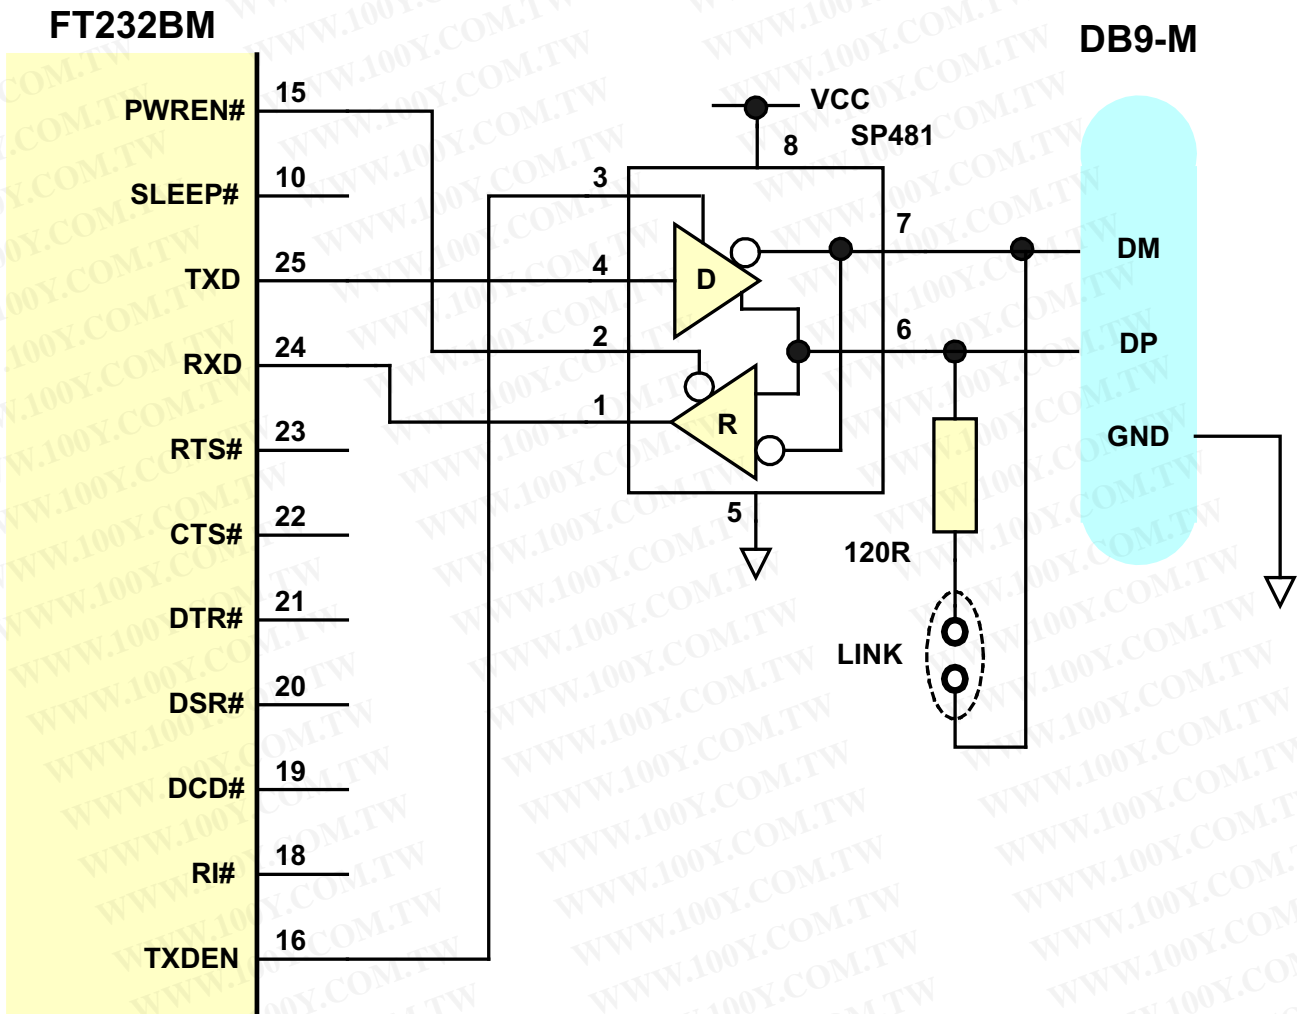 FT232BM
DB9-M
PWREN# 15
SLEEP# 10
TXD 25
RXD 24
RTS# 23
CTS# 22
DTR# 21
DSR# 20
DCD# 19
RI# 18
TXDEN 16
VCC
8 SP481
3
4
2
1
D
R
7
6
5
DM
DP
GND
120R
LINK
WWW.100Y.COM.TW